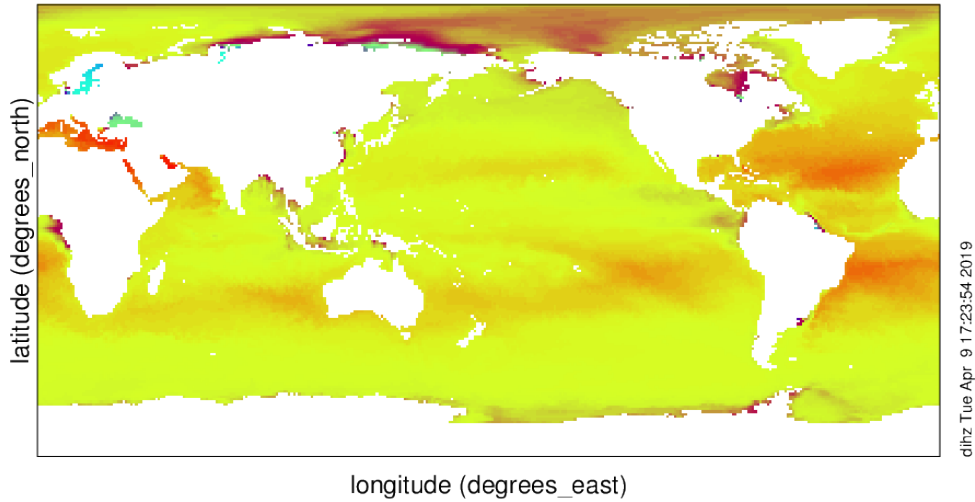 latitude (degrees_north)
longitude (degrees_east)
dihz Tue Apr 9 17:23:54 2019